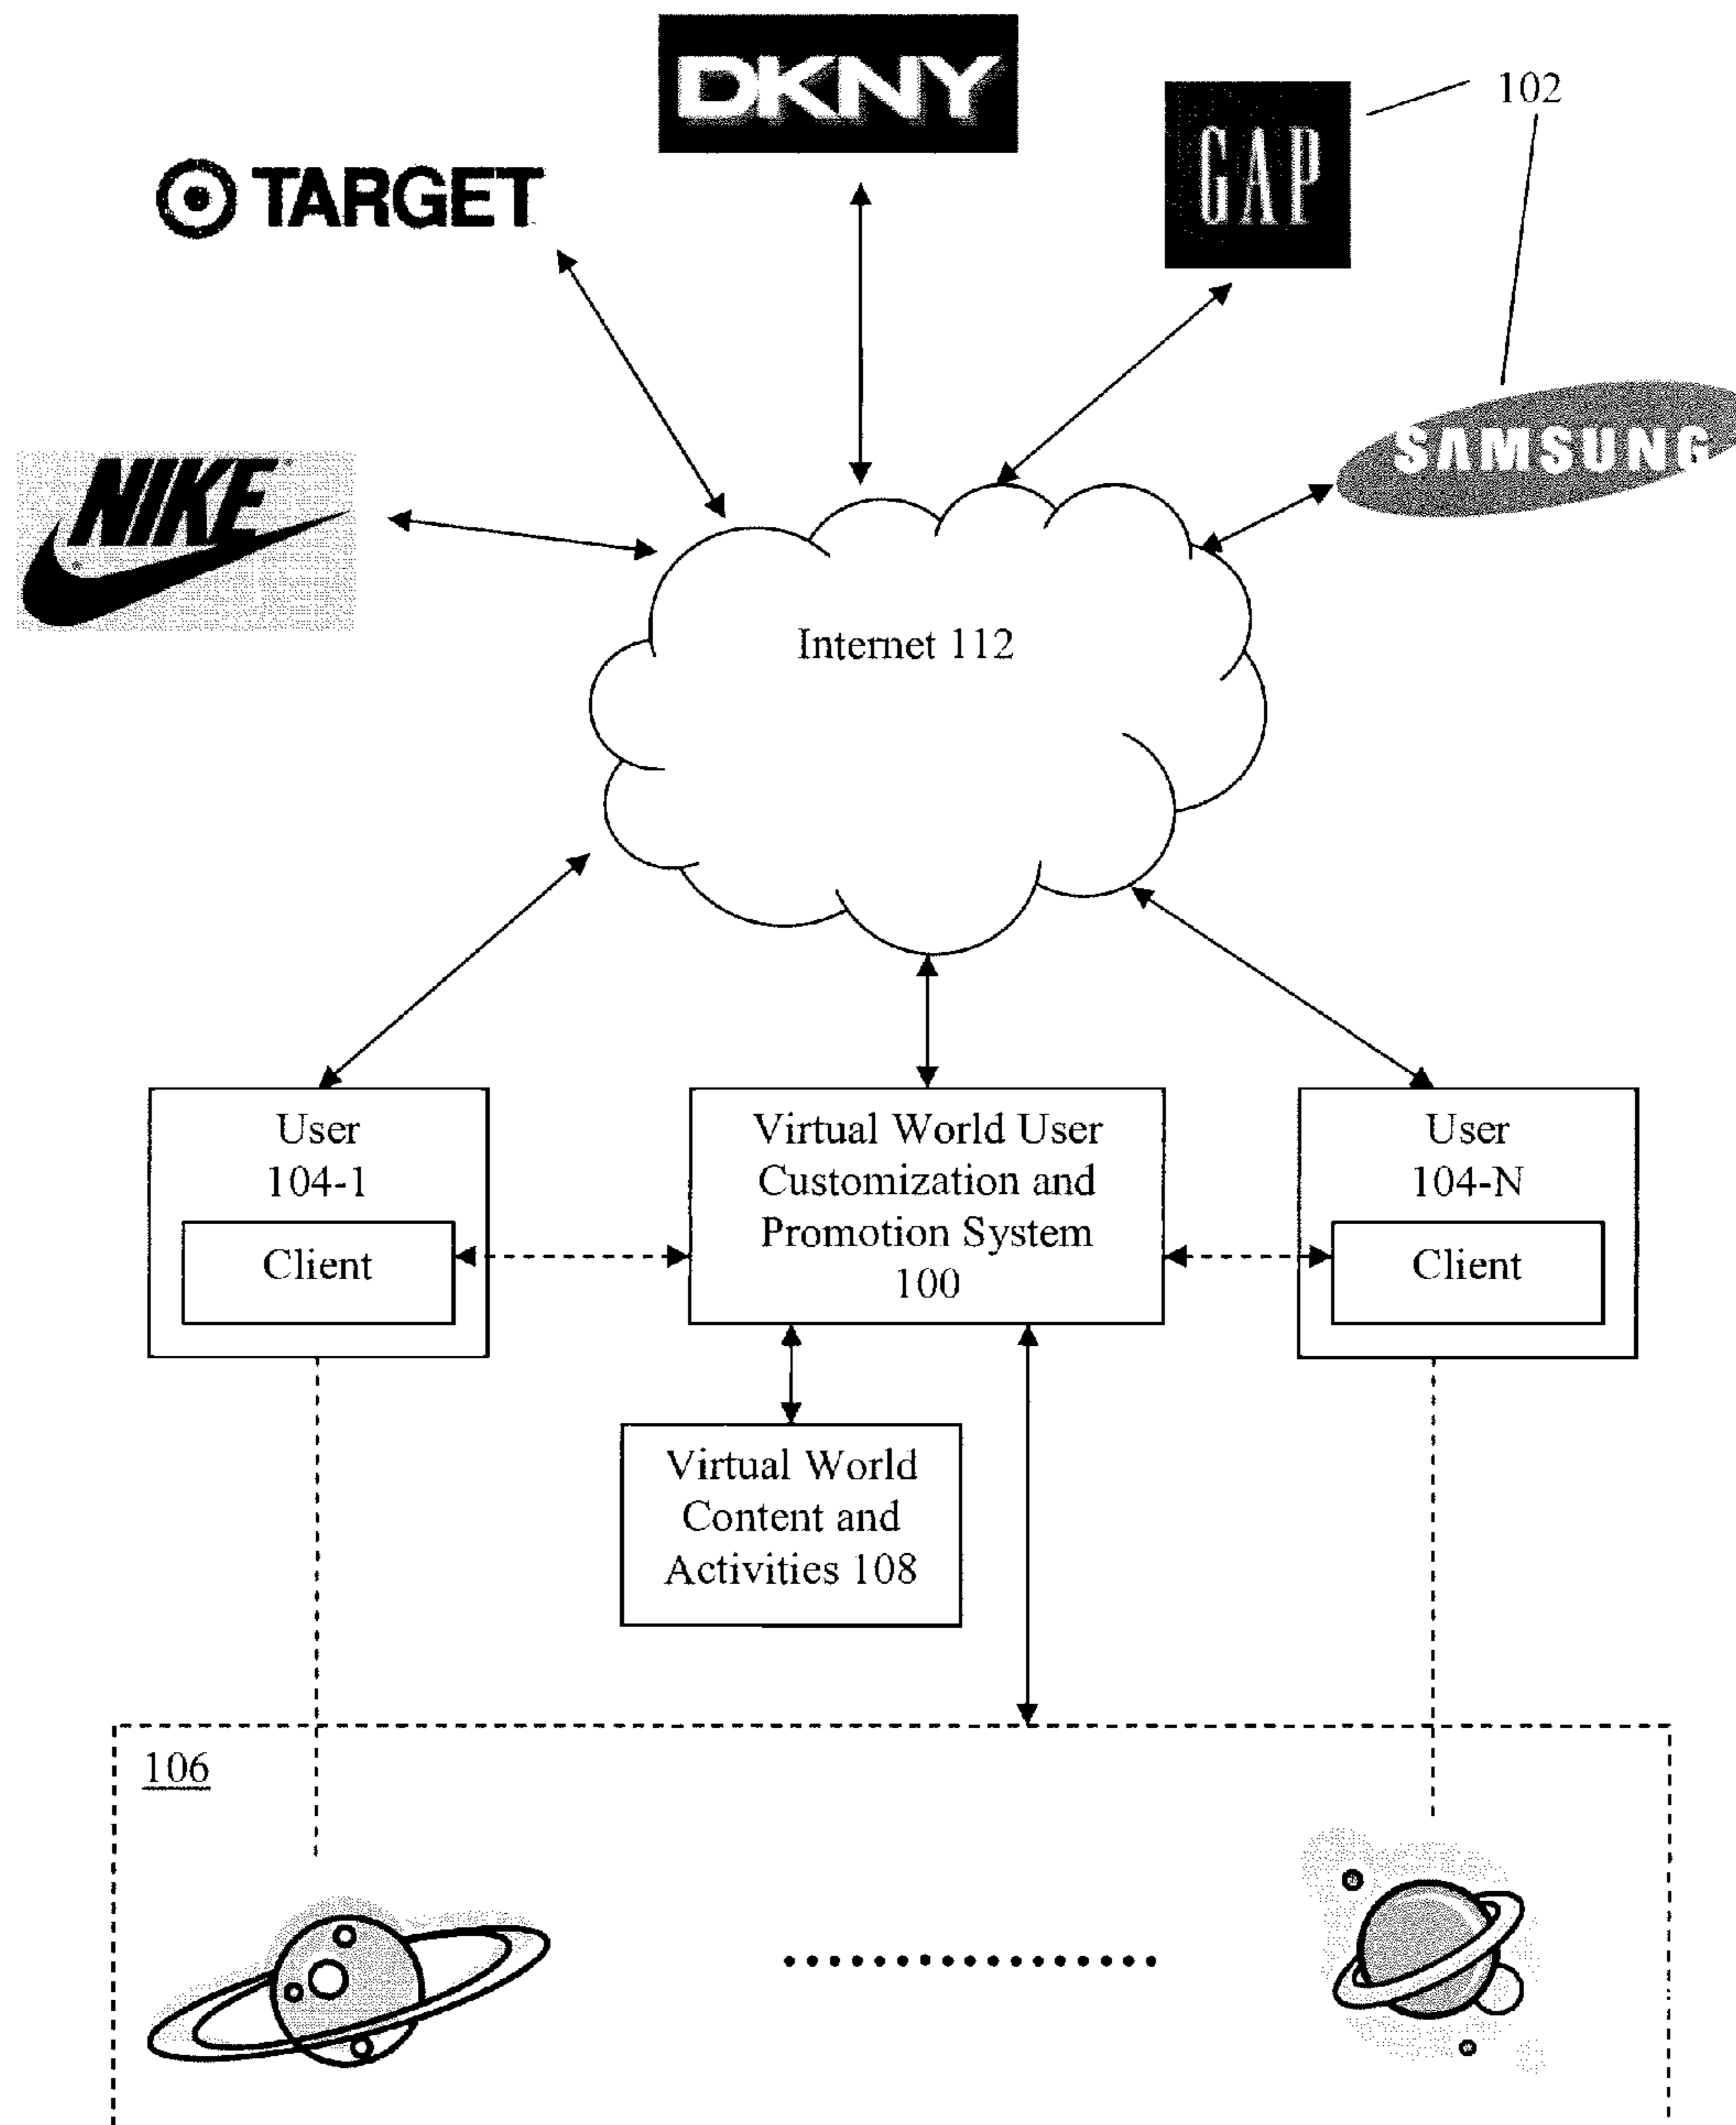 DKNY
GAP
102
TARGET
SAMSUNG
NIKE
Internet 112
User
104-1
Client
Virtual World User
Customization and
Promotion System
100
User
104-N
Client
Virtual World
Content and
Activities 108
106